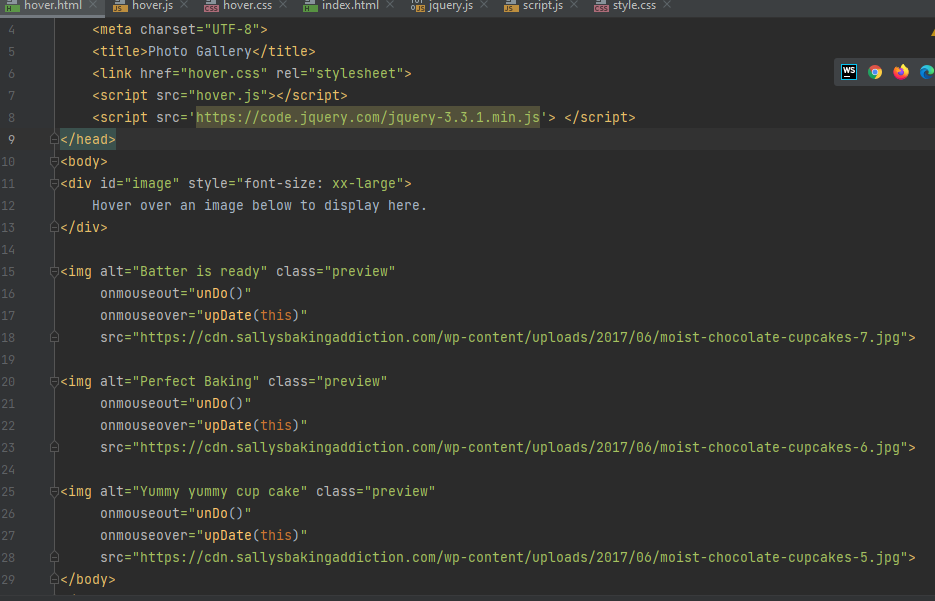 hover.html hover.js hover.css index.html jquery.js script.js style.css
4 <meta charset="UTF-8">
5 <title>Photo Gallery</title>
6 <link href="hover.css" rel="stylesheet">
7 <script src="hover.js"></script>
8 <script src='https://code.jquery.com/jquery-3.3.1.min.js'> </script>
9 </head>
10 <body>
11 <div id="image" style="font-size: xx-large">
12 Hover over an image below to display here.
13 </div>
14
15 <img alt="Batter is ready" class="preview"
16 onmouseout="unDo()"
17 onmouseover="upDate(this)"
18 src="https://cdn.sallysbakingaddiction.com/wp-content/uploads/2017/06/moist-chocolate-cupcakes-7.jpg">
19
20 <img alt="Perfect Baking" class="preview"
21 onmouseout="unDo()"
22 onmouseover="upDate(this)"
23 src="https://cdn.sallysbakingaddiction.com/wp-content/uploads/2017/06/moist-chocolate-cupcakes-6.jpg">
24
25 <img alt="Yummy yummy cup cake" class="preview"
26 onmouseout="unDo()"
27 onmouseover="upDate(this)"
28 src="https://cdn.sallysbakingaddiction.com/wp-content/uploads/2017/06/moist-chocolate-cupcakes-5.jpg">
29 </body>
WS